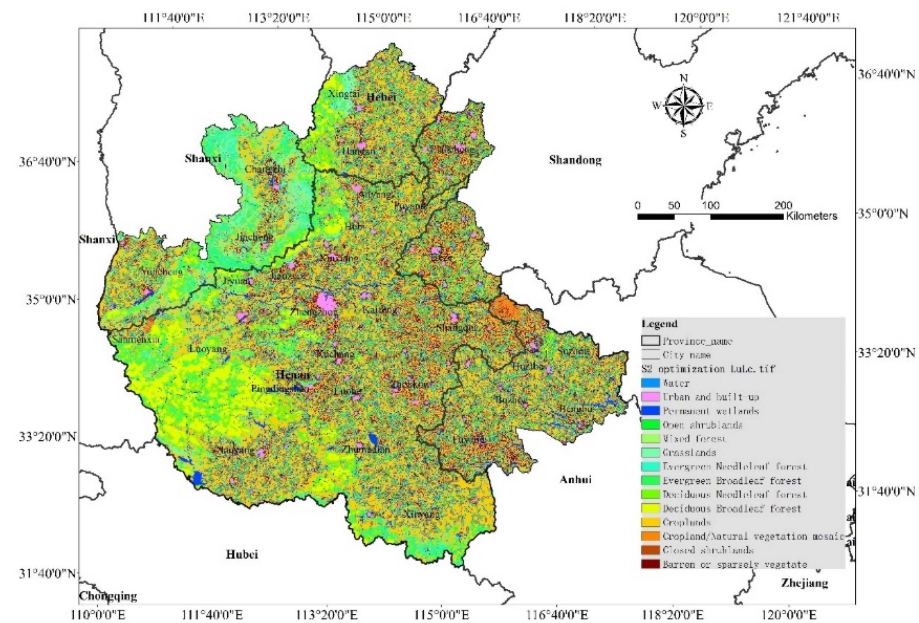 111°40'0"E 113°20'0"E 115°0'0"E 116°40'0"E 118°20'0"E 120°0'0"E 121°40'0"E
36°40'0"N
N
W E
S
Xingtai
Hebei
Handan
Shanxi
Changzhi
Shandong
36°40'0"N
Anyang
Puyang
35°0'0"N
0 50 100 200
Kilometers
Jincheng
Shanxi
Yuncheng
Xinxiang
Jiyuan
35°0'0"N
Zhengzhou
Kaifeng
Sanmenxia
Luoyang
Shangqiu
Suzhou
33°20'0"N
Xuchang
Huaibei
Henan
Pingdingshan
Luohe
Zhoukou
Bozhou
Bengbu
33°20'0"N
Fuyang
Nanyang
Zhumadian
Anhui
31°40'0"N
Xinyang
Hubei
31°40'0"N
Chongqing
Zhejiang
Legend
Province_name
City name
S2 optimization LuLc.tif
Water
Urban and built up
Permanent wetlands
Open shrublands
Mixed forest
Grasslands
Evergreen Needleleaf forest
Evergreen Broadleaf forest
Deciduous Needleleaf forest
Deciduous Broadleaf forest
Croplands
Cropland/Natural vegetation mosaic
Closed shrublands
Barren or sparsely vegetate
110°0'0"E 111°40'0"E 113°20'0"E 115°0'0"E 116°40'0"E 118°20'0"E 120°0'0"E